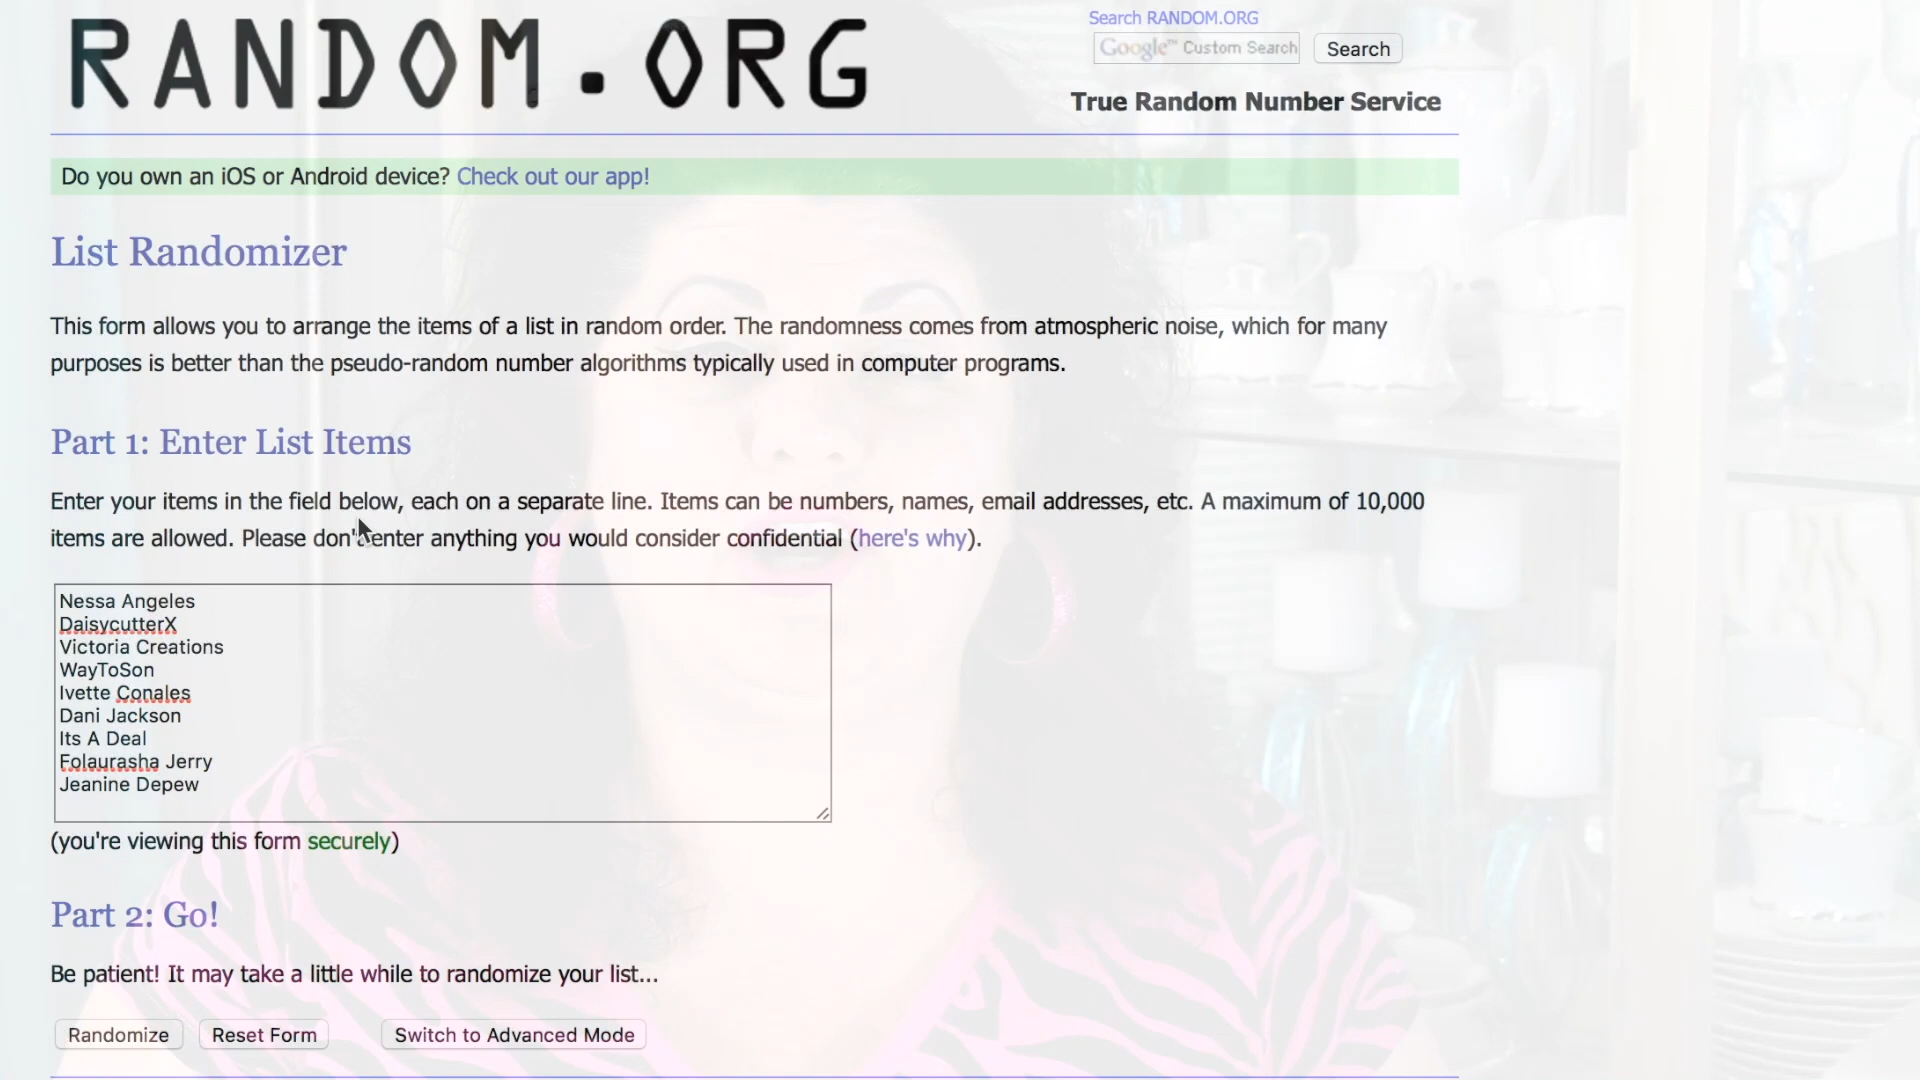 RANDOM.ORG
Search RANDOM.ORG
Google™ Custom Search
Search
True Random Number Service
Do you own an iOS or Android device? Check out our app!
List Randomizer
This form allows you to arrange the items of a list in random order. The randomness comes from atmospheric noise, which for many
purposes is better than the pseudo-random number algorithms typically used in computer programs.
Part 1: Enter List Items
Enter your items in the field below, each on a separate line. Items can be numbers, names, email addresses, etc. A maximum of 10,000
items are allowed. Please don't enter anything you would consider confidential (here's why).
Nessa Angeles
DaisycutterX
Victoria Creations
WayToSon
Ivette Conales
Dani Jackson
Its A Deal
Folaurasha Jerry
Jeanine Depew
(you're viewing this form securely)
Part 2: Go!
Be patient! It may take a little while to randomize your list...
Randomize
Reset Form
Switch to Advanced Mode